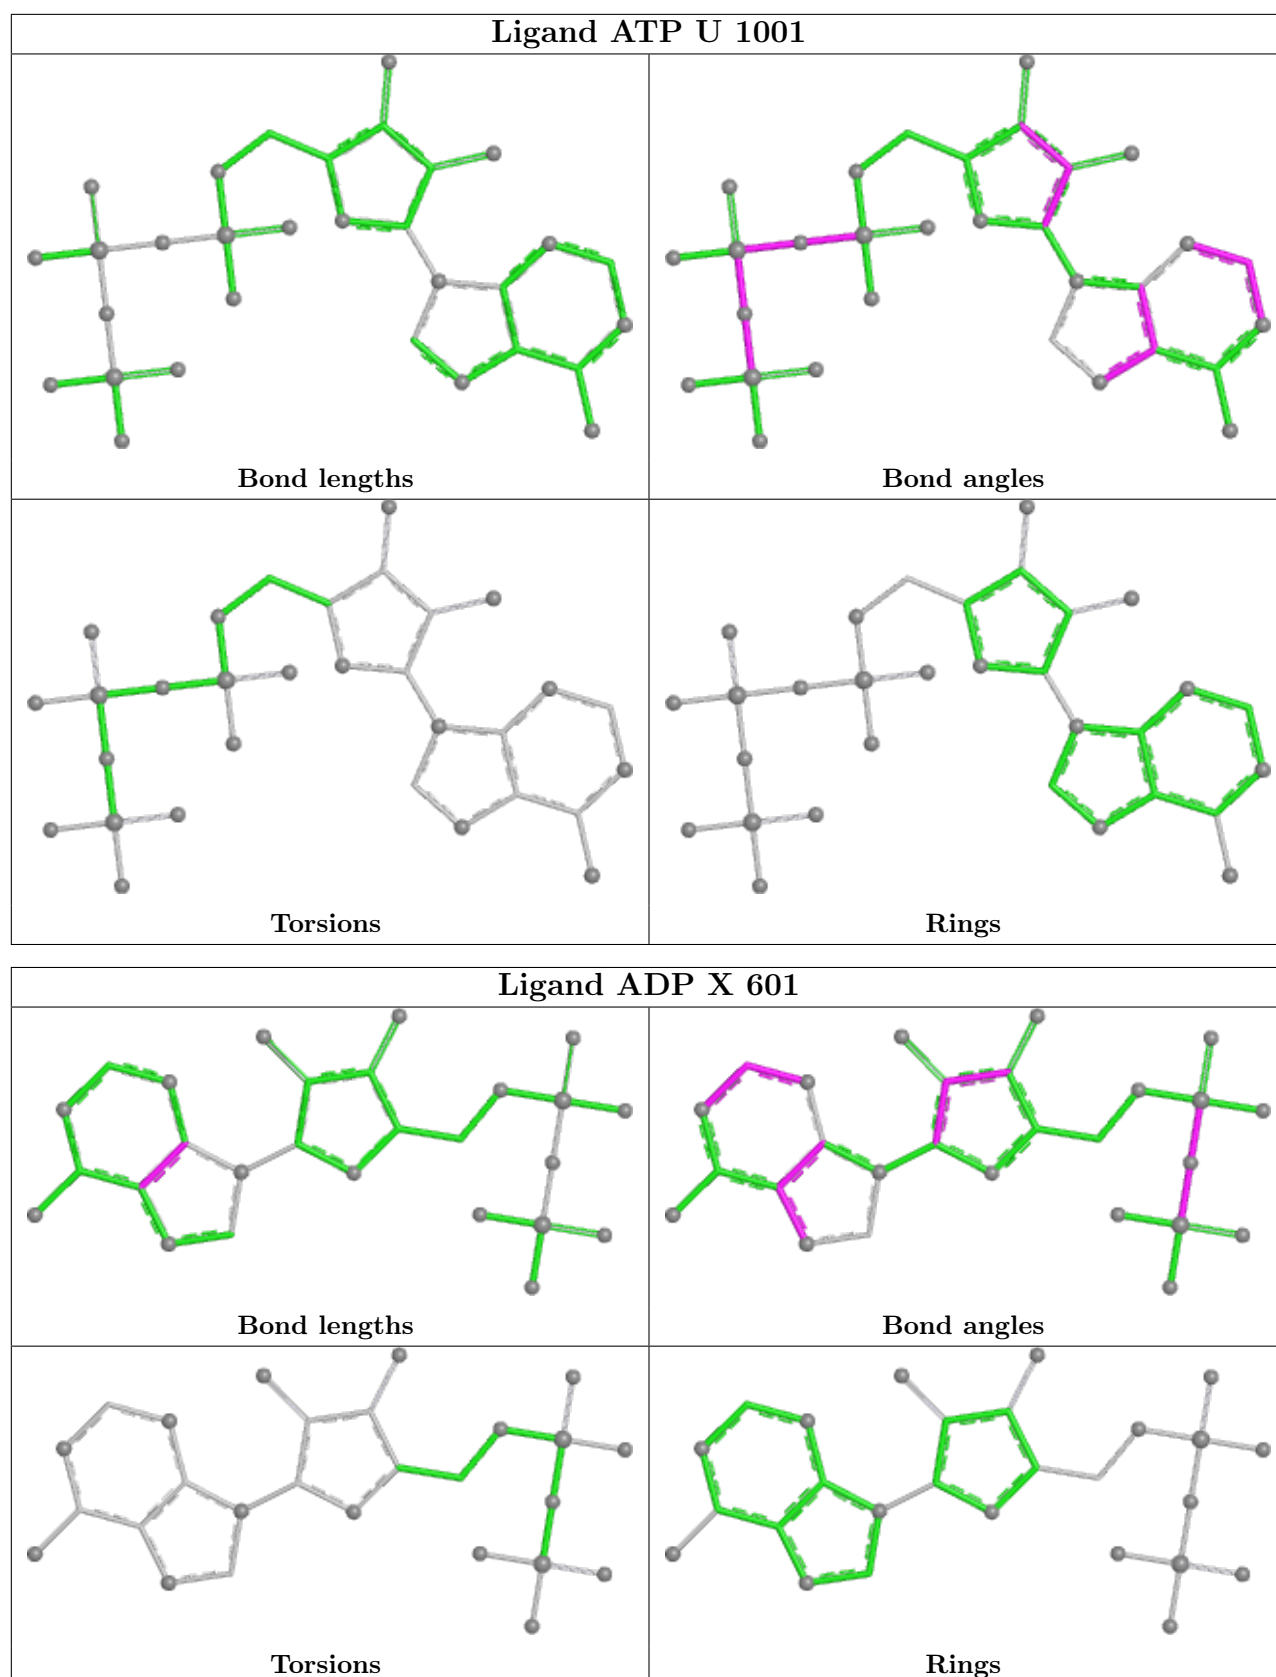 Ligand ATP U 1001
Bond lengths
Bond angles
Torsions
Rings
Ligand ADP X 601
Bond lengths
Bond angles
Torsions
Rings